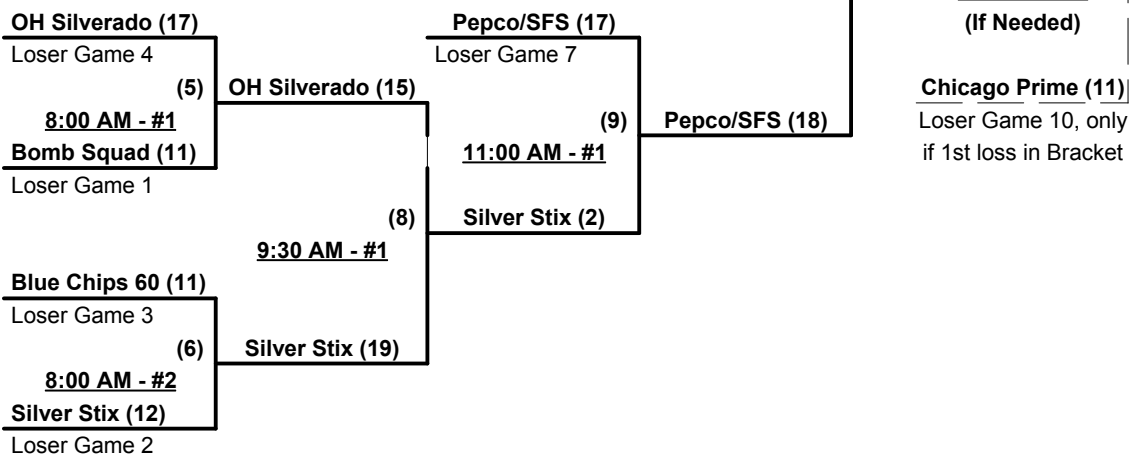 OH Silverado (17)
Loser Game 4
(5)
8:00 AM - #1
Bomb Squad (11)
Loser Game 1
OH Silverado (15)
(8)
9:30 AM - #1
Blue Chips 60 (11)
Loser Game 3
(6)
8:00 AM - #2
Silver Stix (12)
Loser Game 2
Silver Stix (19)
Pepco/SFS (17)
Loser Game 7
(9)
11:00 AM - #1
Silver Stix (2)
Pepco/SFS (18)
(If Needed)
Chicago Prime (11)
Loser Game 10, only
if 1st loss in Bracket